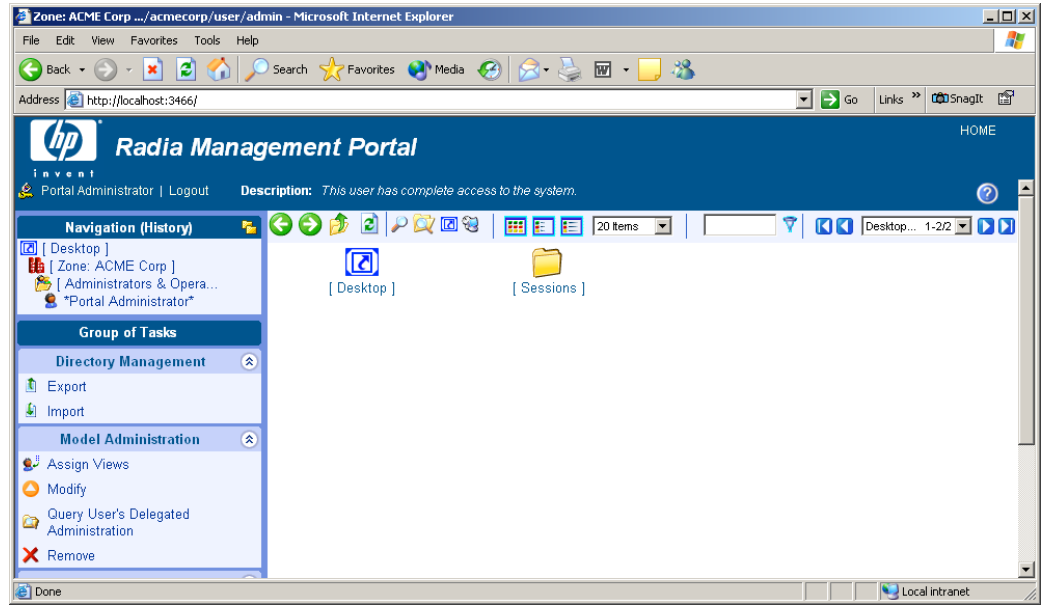 Zone: ACME Corp .../acmecorp/user/admin - Microsoft Internet Explorer
File Edit View Favorites Tools Help
Back Search Favorites Media
Address http://localhost:3466/ Go Links » SnagIt
hp Radia Management Portal HOME
invent
Portal Administrator | Logout Description: This user has complete access to the system.
Navigation (History) 20 Items Desktop... 1-2/2
[ Desktop ]
[ Zone: ACME Corp ]
[ Administrators & Opera...
*Portal Administrator*
[ Desktop ] [ Sessions ]
Group of Tasks
Directory Management
Export
Import
Model Administration
Assign Views
Modify
Query User's Delegated
Administration
Remove
Done Local intranet